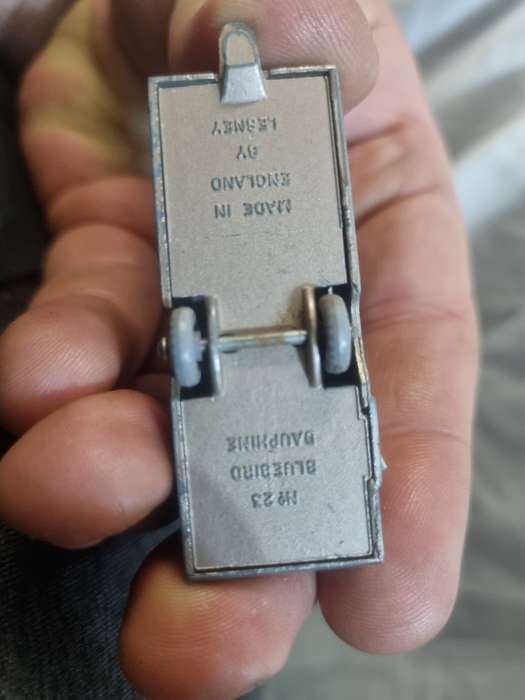 Nº 23
BLUEBIRD
DAUPHINE
MADE IN
ENGLAND
BY
LESNEY